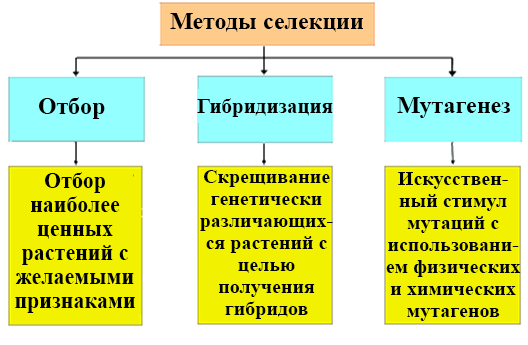 Методы селекции
Отбор
Гибридизация
Мутагенез
Отбор
наиболее
ценных
растений с
желаемыми
признаками
Скрещивание
генетически
различающих-
ся растений с
целью
получения
гибридов
Искусствен-
ный стимул
мутаций с
использовани-
ем физических
и химических
мутагенов